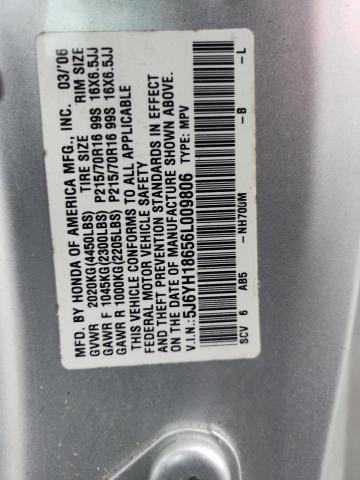 MFD. BY HONDA OF AMERICA MFG., INC. 03/'06
TIRE SIZE RIM SIZE
GVWR 2020KG(4450LBS)
GAWR F 1045KG(2300LBS) P215/70R16 99S 16X6.5JJ
GAWR R 1000KG(2205LBS) P215/70R16 99S 16X6.5JJ
THIS VEHICLE CONFORMS TO ALL APPLICABLE
FEDERAL MOTOR VEHICLE SAFETY
STANDARDS IN EFFECT ON THE DATE OF
MANUFACTURE SHOWN ABOVE.
V.I.N.: 5J6YH18656L009806 TYPE: MPV
SCV 6 AB5 - NH700M - B - L